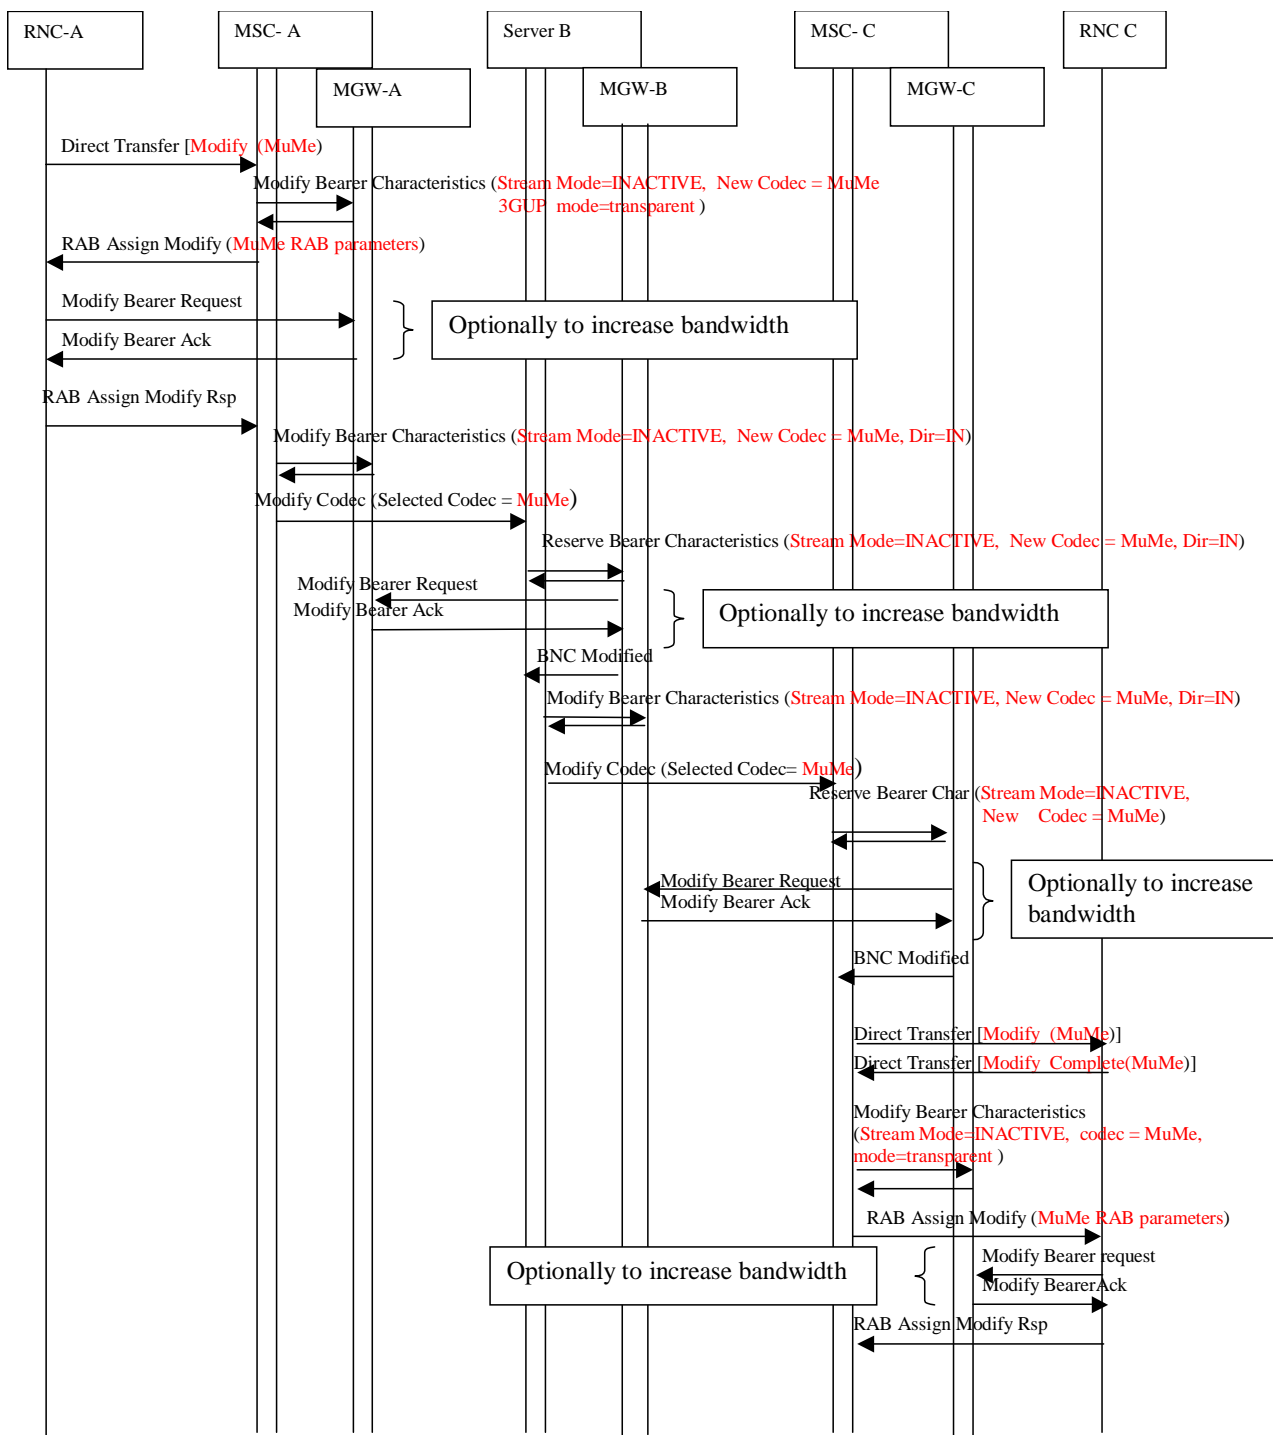 RNC-A
MSC- A
Server B
MSC- C
RNC C
MGW-A
MGW-B
MGW-C
Direct Transfer [Modify (MuMe)
Modify Bearer Characteristics (Stream Mode=INACTIVE, New Codec = MuMe
3GUP mode=transparent )
RAB Assign Modify (MuMe RAB parameters)
Modify Bearer Request
Optionally to increase bandwidth
Modify Bearer Ack
RAB Assign Modify Rsp
Modify Bearer Characteristics (Stream Mode=INACTIVE, New Codec = MuMe, Dir=IN)
Modify Codec (Selected Codec = MuMe)
Reserve Bearer Characteristics (Stream Mode=INACTIVE, New Codec = MuMe, Dir=IN)
Modify Bearer Request
Modify Bearer Ack
Optionally to increase bandwidth
BNC Modified
Modify Bearer Characteristics (Stream Mode=INACTIVE, New Codec = MuMe, Dir=IN)
Modify Codec (Selected Codec= MuMe)
Reserve Bearer Char (Stream Mode=INACTIVE,
New Codec = MuMe)
Modify Bearer Request
Modify Bearer Ack
Optionally to increase
bandwidth
BNC Modified
Direct Transfer [Modify (MuMe)]
Direct Transfer [Modify Complete(MuMe)]
Modify Bearer Characteristics
(Stream Mode=INACTIVE, codec = MuMe,
mode=transparent )
RAB Assign Modify (MuMe RAB parameters)
Modify Bearer request
Optionally to increase bandwidth
Modify BearerAck
RAB Assign Modify Rsp